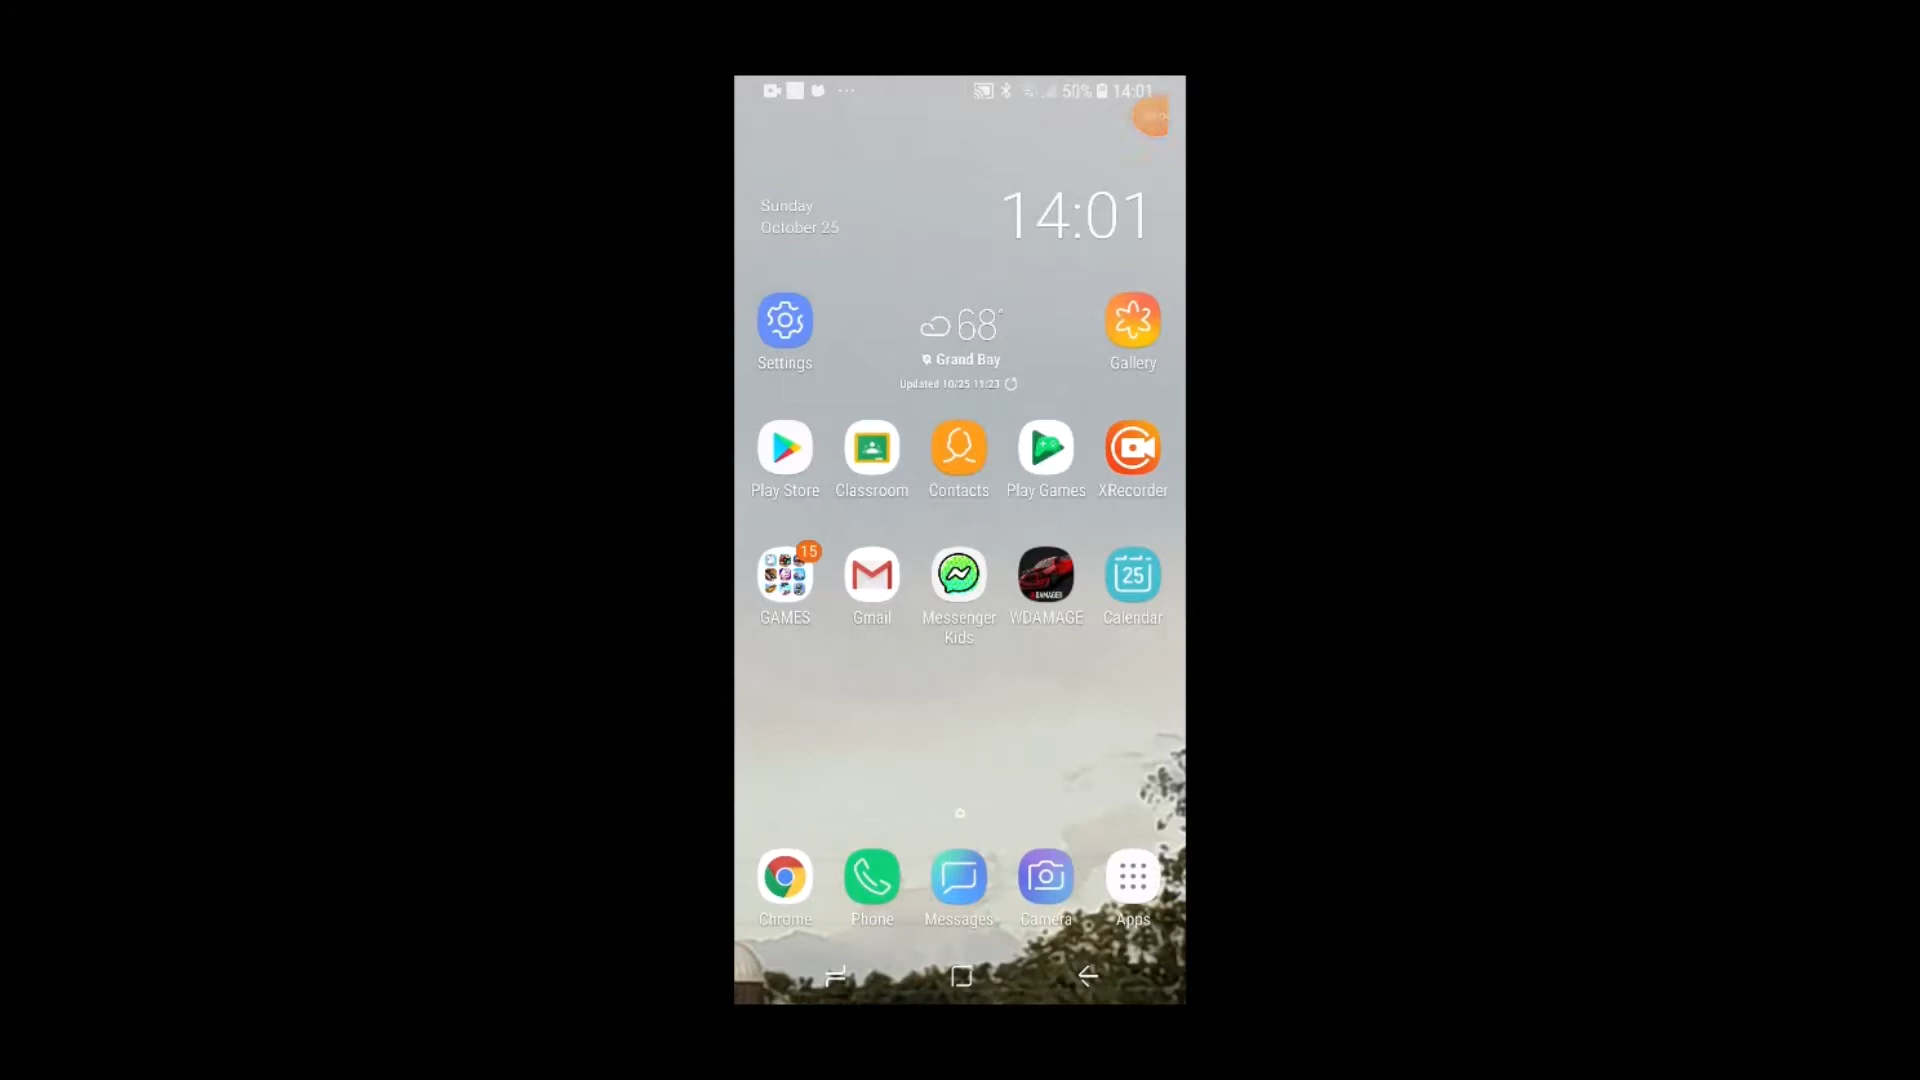 50% 14:01
Sunday
October 25
14:01
68°
Grand Bay
Updated 10/25 11:23
Settings
Gallery
Play Store Classroom Contacts Play Games XRecorder
15
DAMAGE
25
GAMES Gmail Messenger Kids WDAMAGE Calendar
Chrome Phone Messages Camera Apps